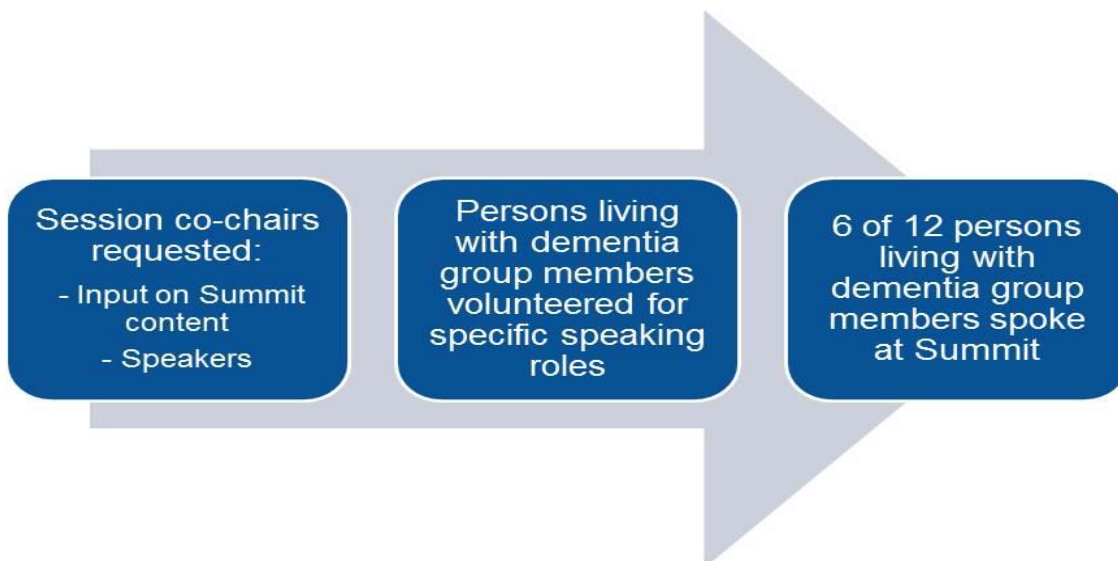 Session co-chairs
requested:
- Input on Summit
content
- Speakers
Persons living
with dementia
group members
volunteered for
specific speaking
roles
6 of 12 persons
living with
dementia group
members spoke
at Summit